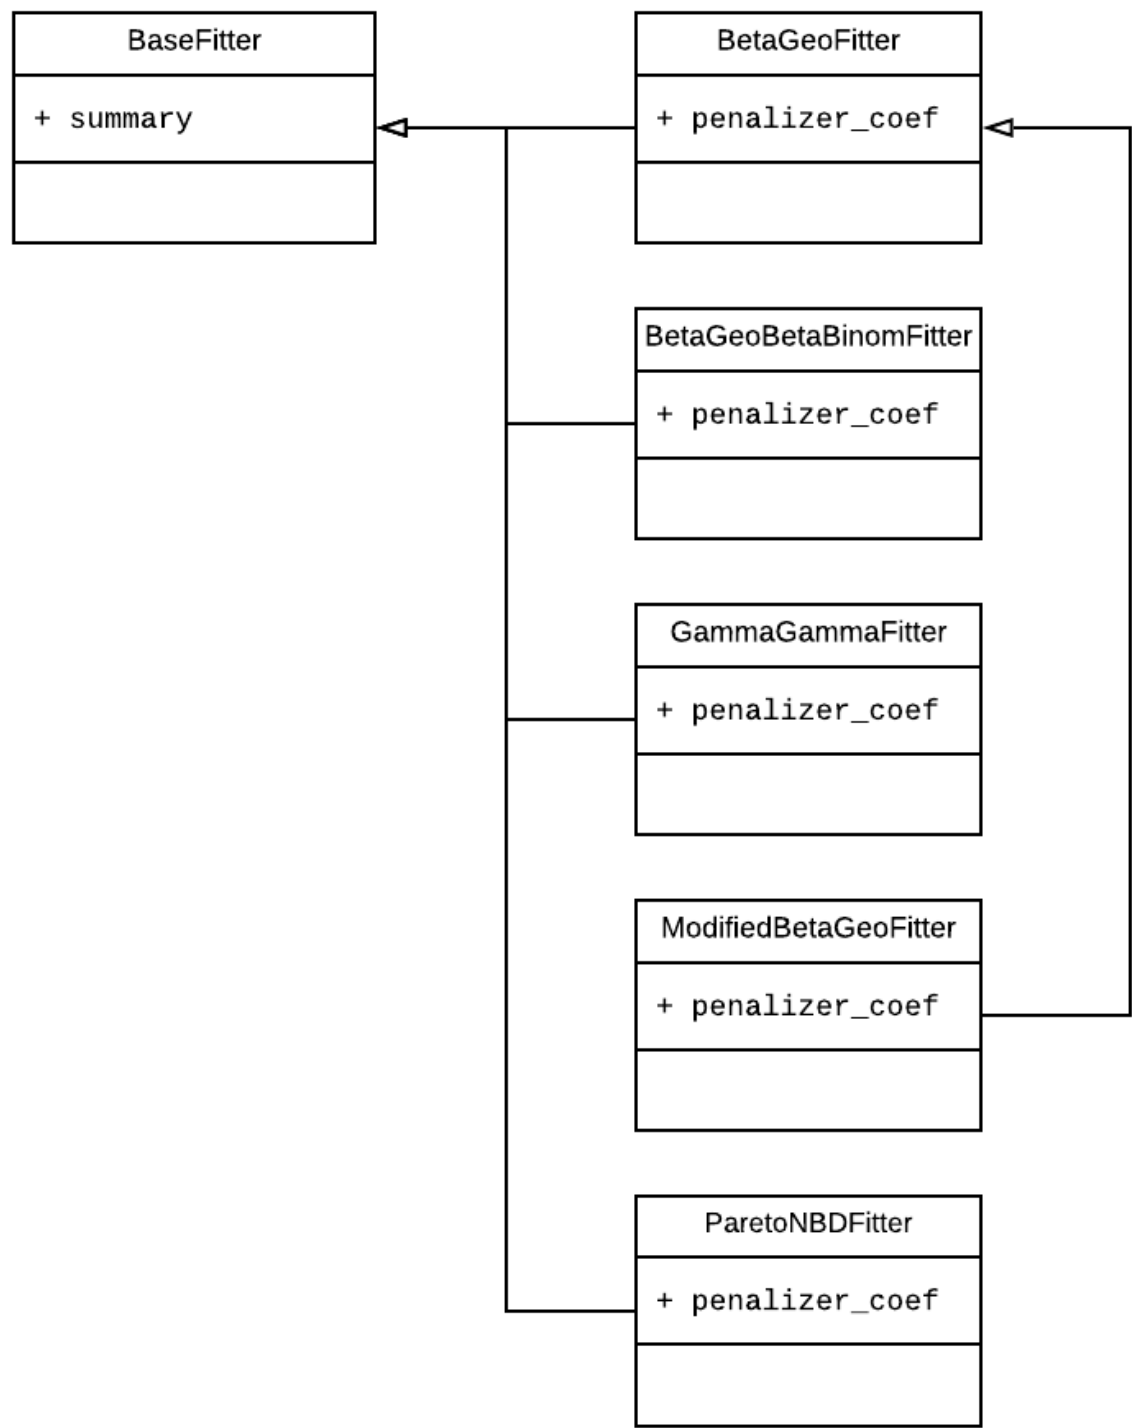 BaseFitter
+ summary
BetaGeoFitter
+ penalizer_coef
BetaGeoBetaBinomFitter
+ penalizer_coef
GammaGammaFitter
+ penalizer_coef
ModifiedBetaGeoFitter
+ penalizer_coef
ParetoNBDFitter
+ penalizer_coef